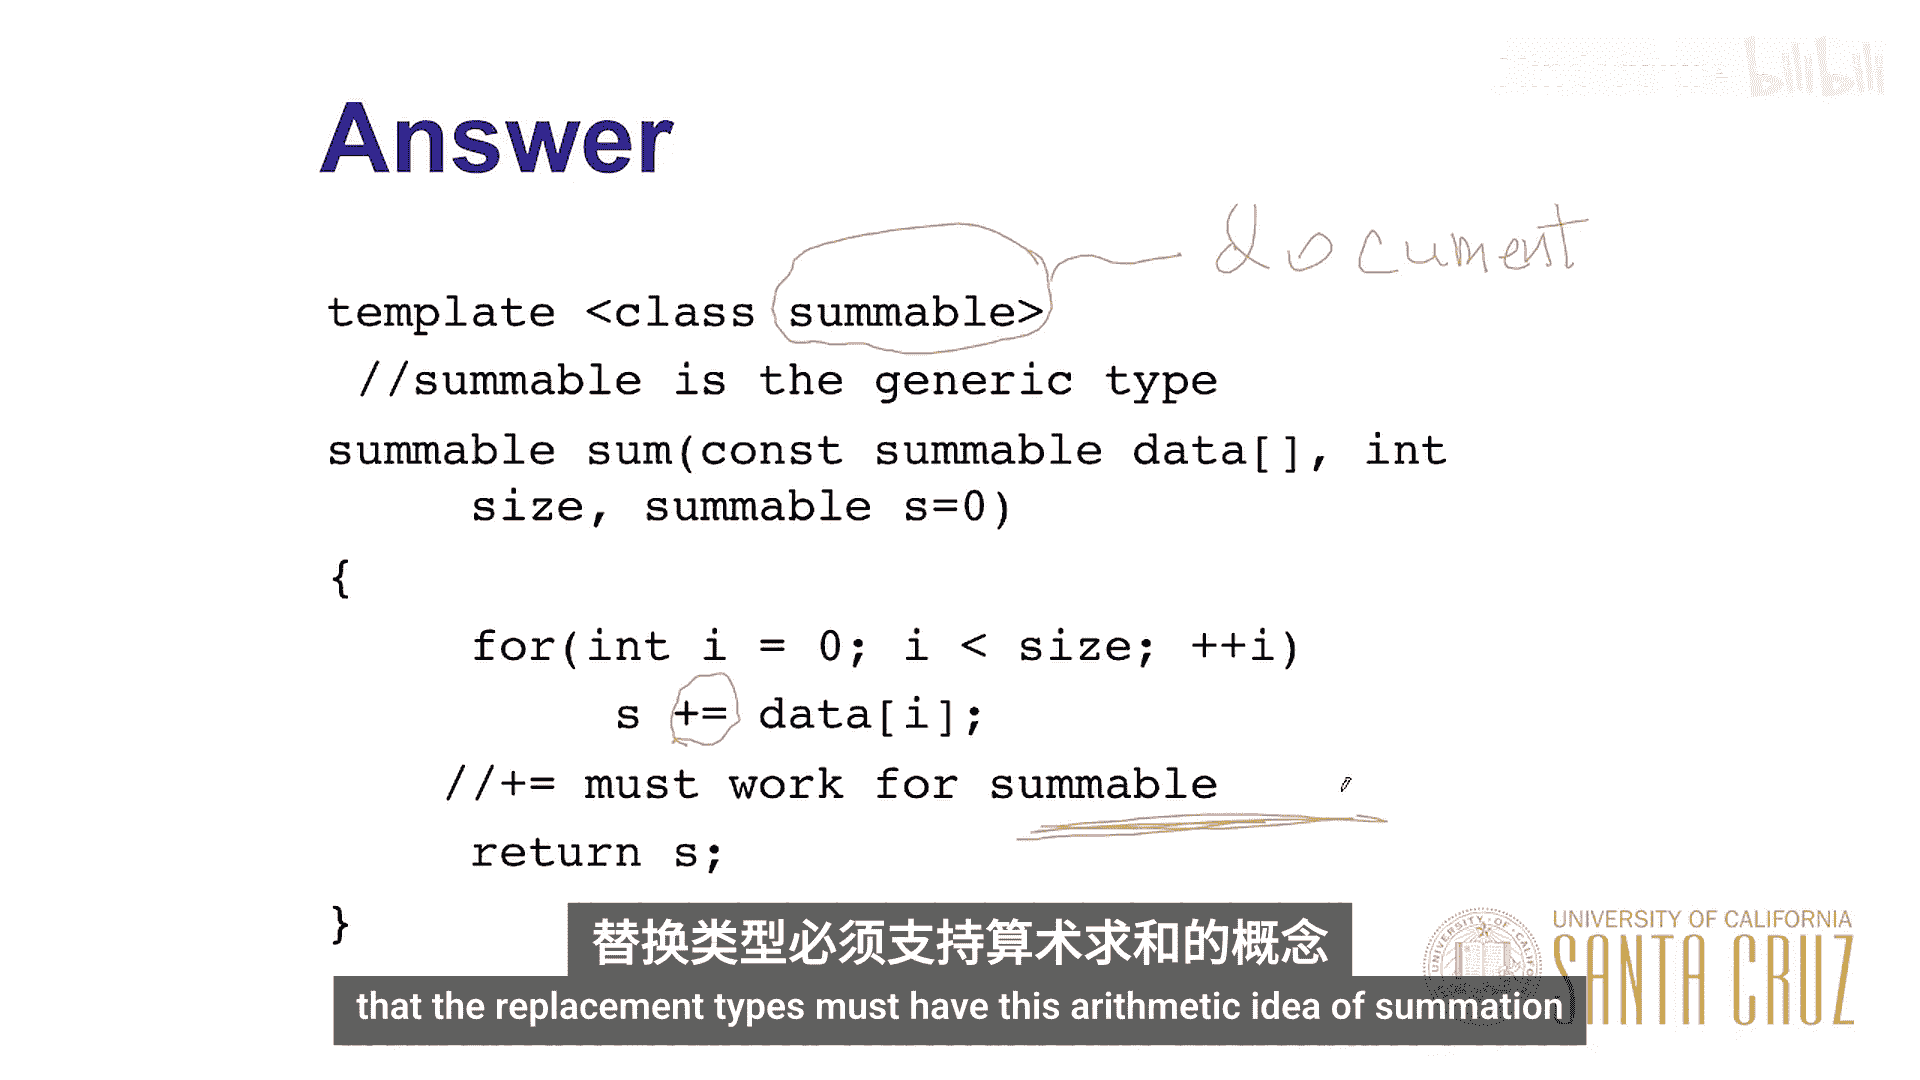 bilibili
Answer
document
template <class summable>
//summable is the generic type
summable sum(const summable data[], int
size, summable s=0)
{
for(int i = 0; i < size; ++i)
s += data[i];
//+= must work for summable
return s;
}
替换类型必须支持算术求和的概念
that the replacement types must have this arithmetic idea of summation
UNIVERSITY OF CALIFORNIA
SANTA CRUZ